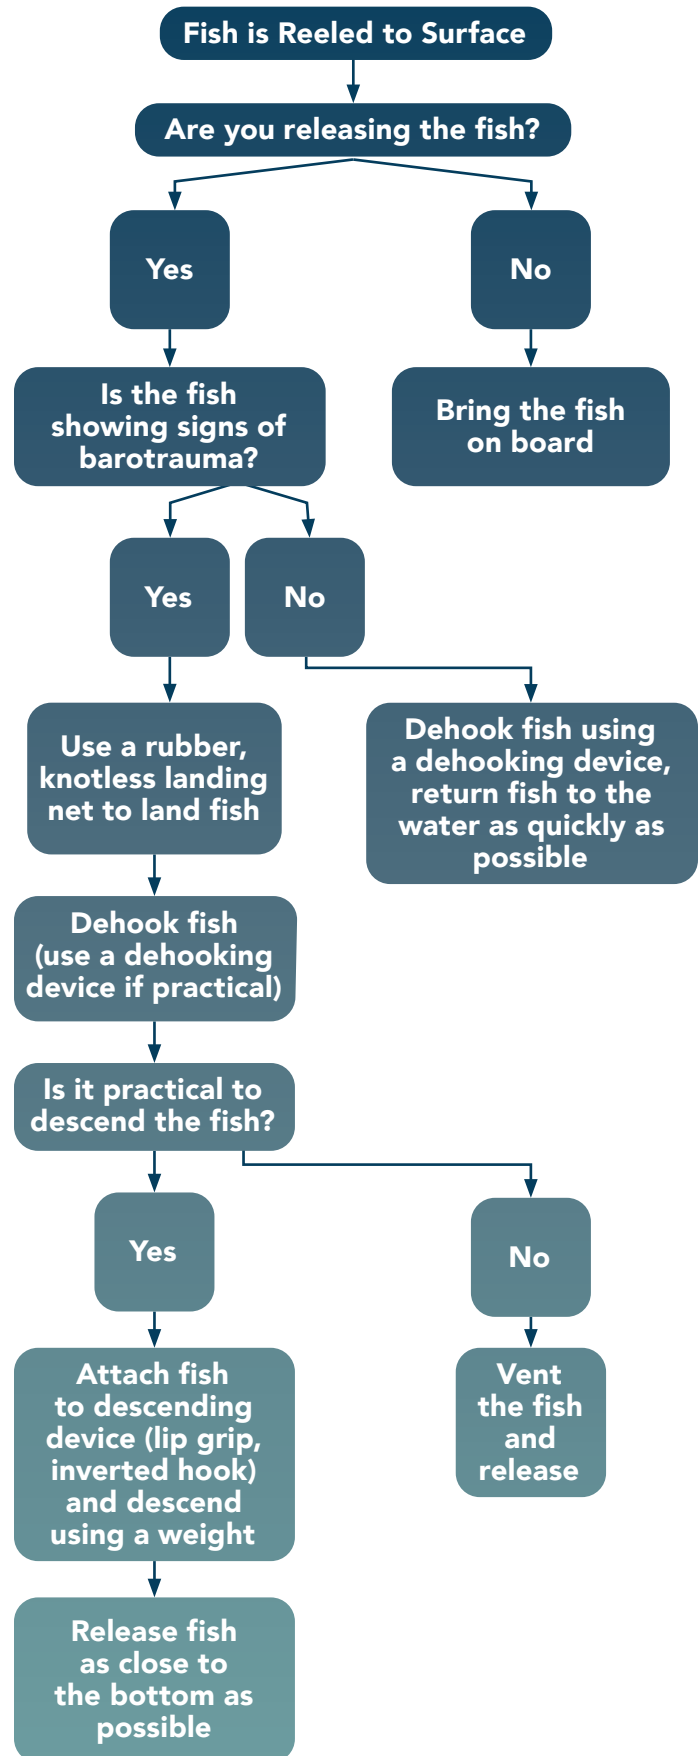 Fish is Reeled to Surface
Are you releasing the fish?
Yes
No
Is the fish
showing signs of
barotrauma?
Bring the fish
on board
Yes
No
Use a rubber,
knotless landing
net to land fish
Dehook fish using
a dehooking device,
return fish to the
water as quickly as
possible
Dehook fish
(use a dehooking
device if practical)
Is it practical to
descend the fish?
Yes
No
Attach fish
to descending
device (lip grip,
inverted hook)
and descend
using a weight
Vent
the fish
and
release
Release fish
as close to
the bottom as
possible